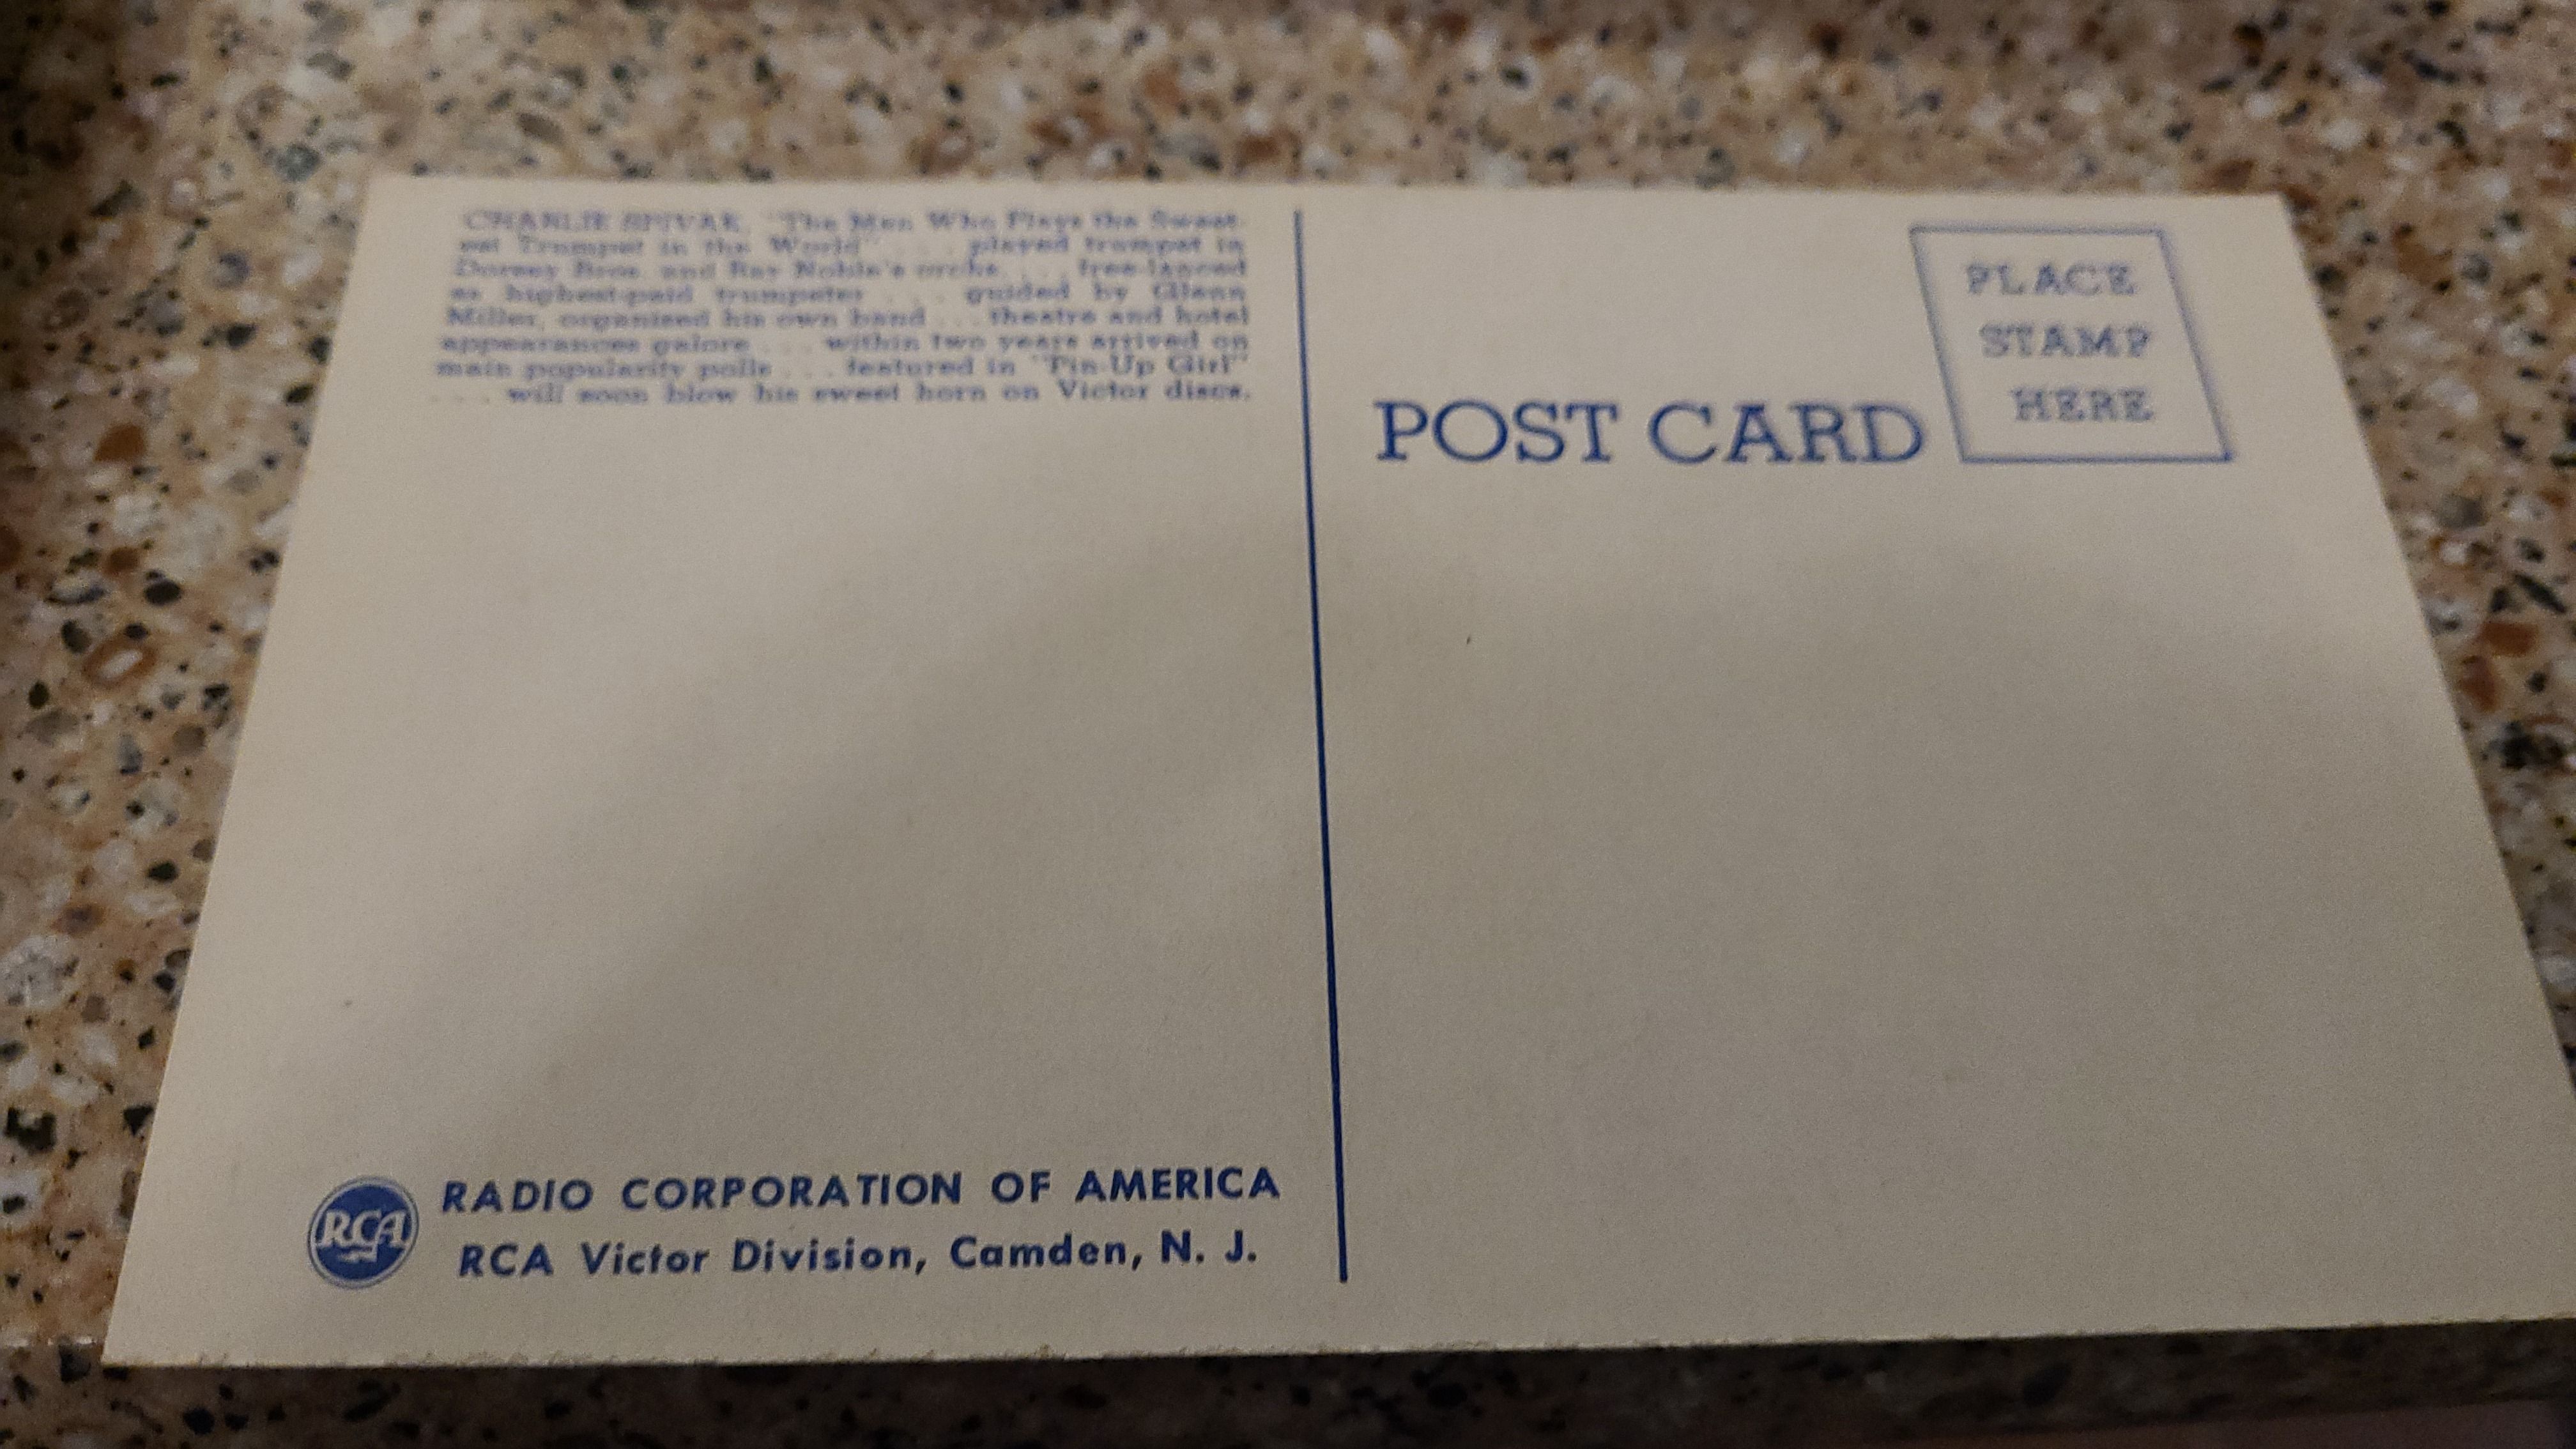 CHARLIE SPIVAK, "The Man Who Plays the Sweet-
est Trumpet in the World" . . . played trumpet in
Dorsey Bros. and Ray Noble's orchs. . . . free-lanced
as highest-paid trumpeter . . . guided by Glenn
Miller, organized his own band . . . theatre and hotel
appearances galore . . . within two years arrived on
main popularity polls . . . featured in "Pin-Up Girl"
. . . will soon blow his sweet horn on Victor discs.
PLACE
STAMP
HERE
POST CARD
RCA
RADIO CORPORATION OF AMERICA
RCA Victor Division, Camden, N. J.